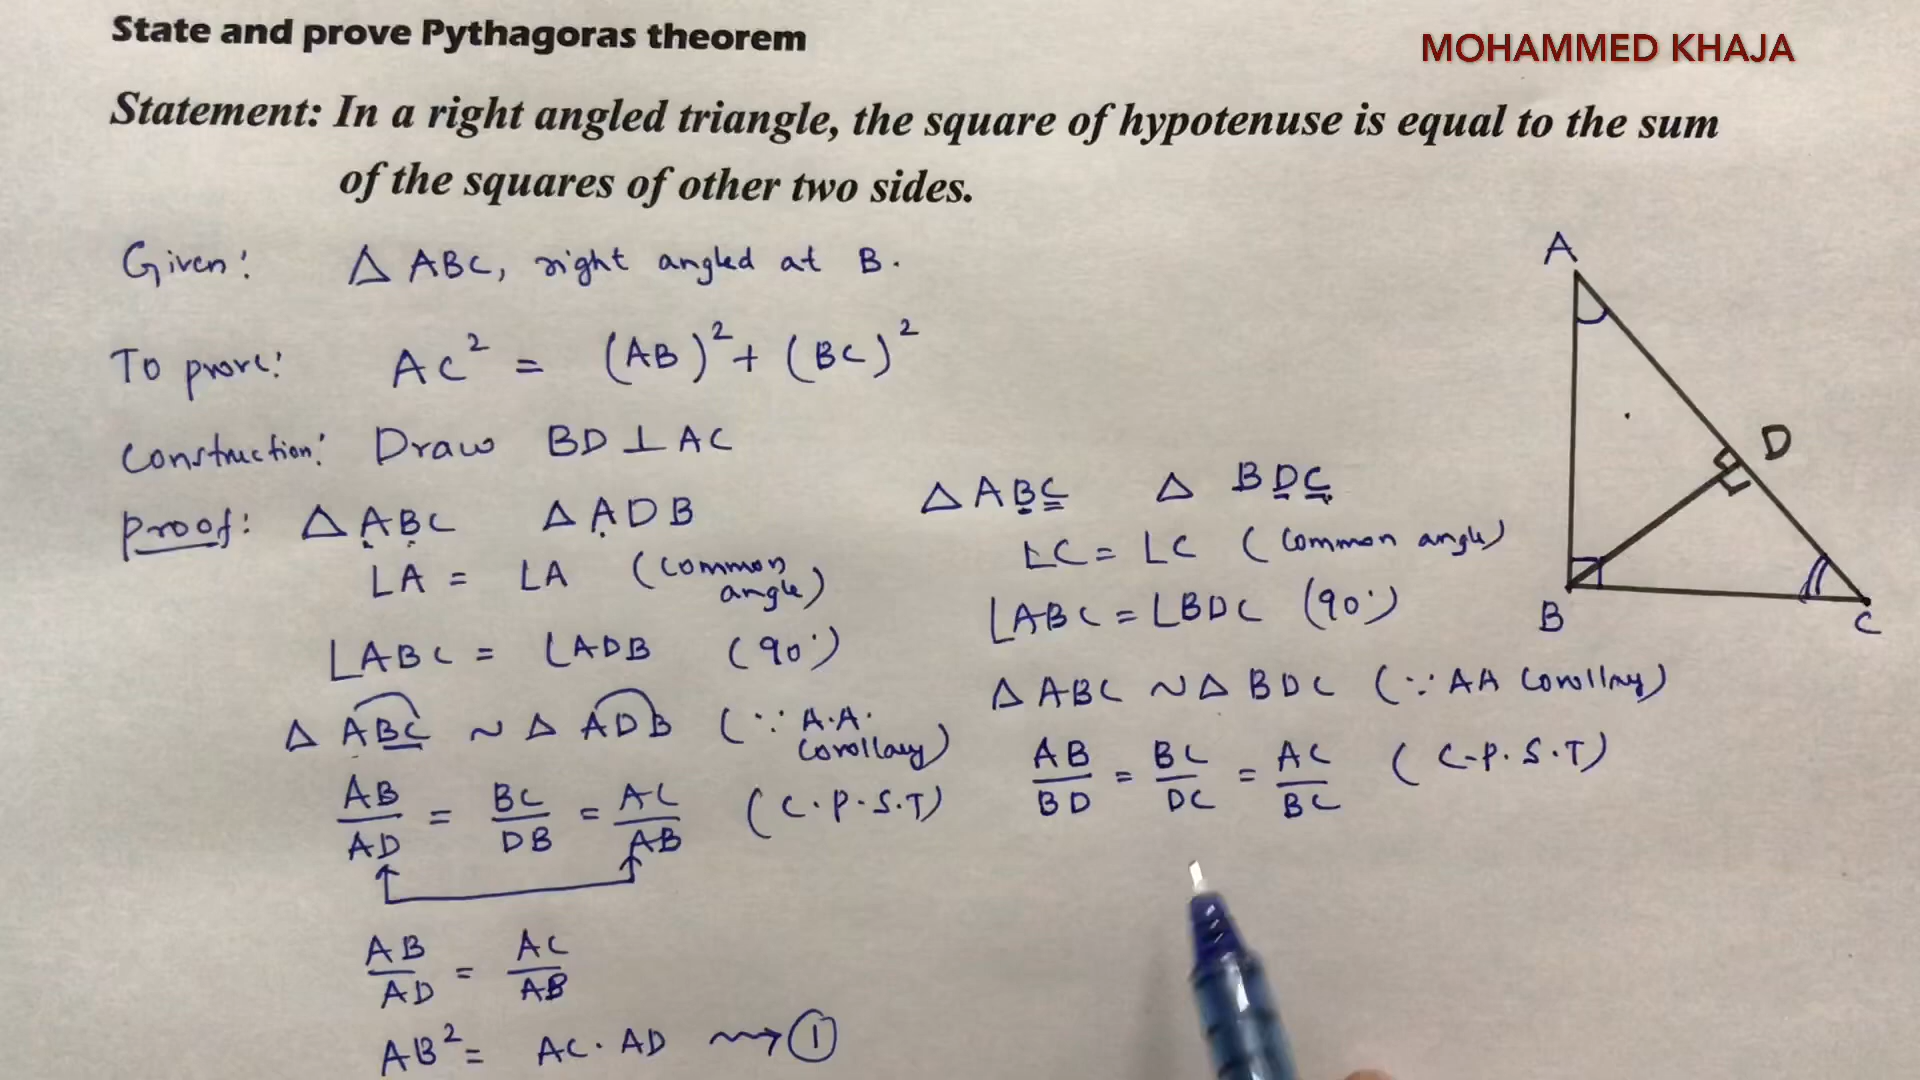 State and prove Pythagoras theorem
MOHAMMED KHAJA
Statement: In a right angled triangle, the square of hypotenuse is equal to the sum
of the squares of other two sides.
Given: △ ABC, right angled at B.
To prove: AC² = (AB)² + (BC)²
Construction: Draw BD ⊥ AC
Proof: △ ABC △ ADB
∠A = ∠A (common angle)
∠ABC = ∠ADB (90°)
△ ABC ~ △ ADB (∵ A.A. corollary)
AB/AD = BC/DB = AC/AB (C.P.S.T)
AB/AD = AC/AB
AB² = AC · AD ⇝ ①
△ ABC △ BDC
∠C = ∠C (common angle)
∠ABC = ∠BDC (90°)
△ ABC ~ △ BDC (∵ AA corollary)
AB/BD = BC/DC = AC/BC (C.P.S.T)
A
D
B
C